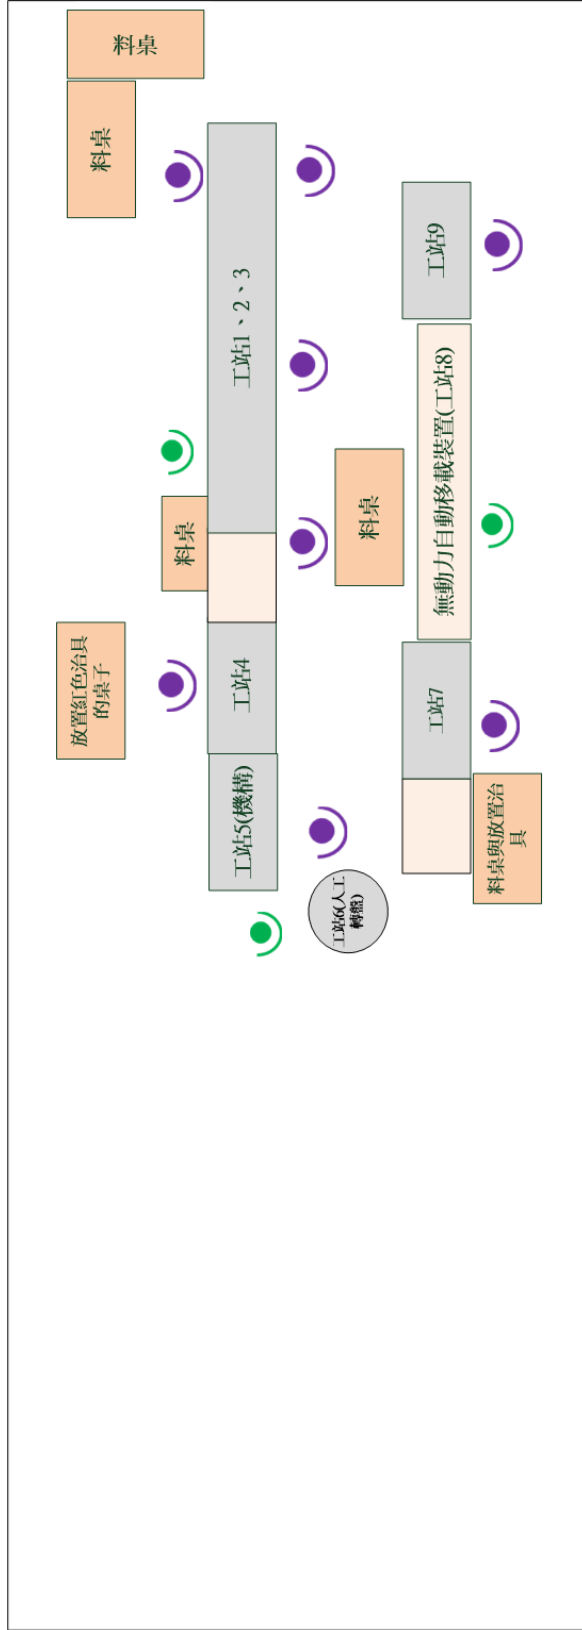 料桌
料桌
工站1、2、3
工站9
無動力自動移載裝置(工站8)
料桌
料桌
放置紅色治具
的桌子
工站4
工站7
工站5(機構)
料桌與放置治
具
工站6(人工
轉盤)